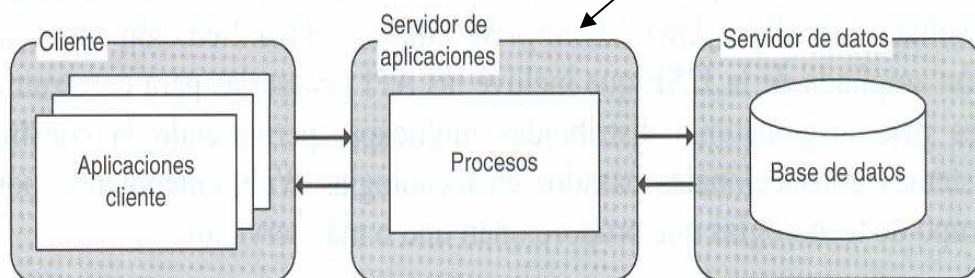 Cliente
Servidor de
aplicaciones
Servidor de datos
Aplicaciones
cliente
Procesos
Base de datos